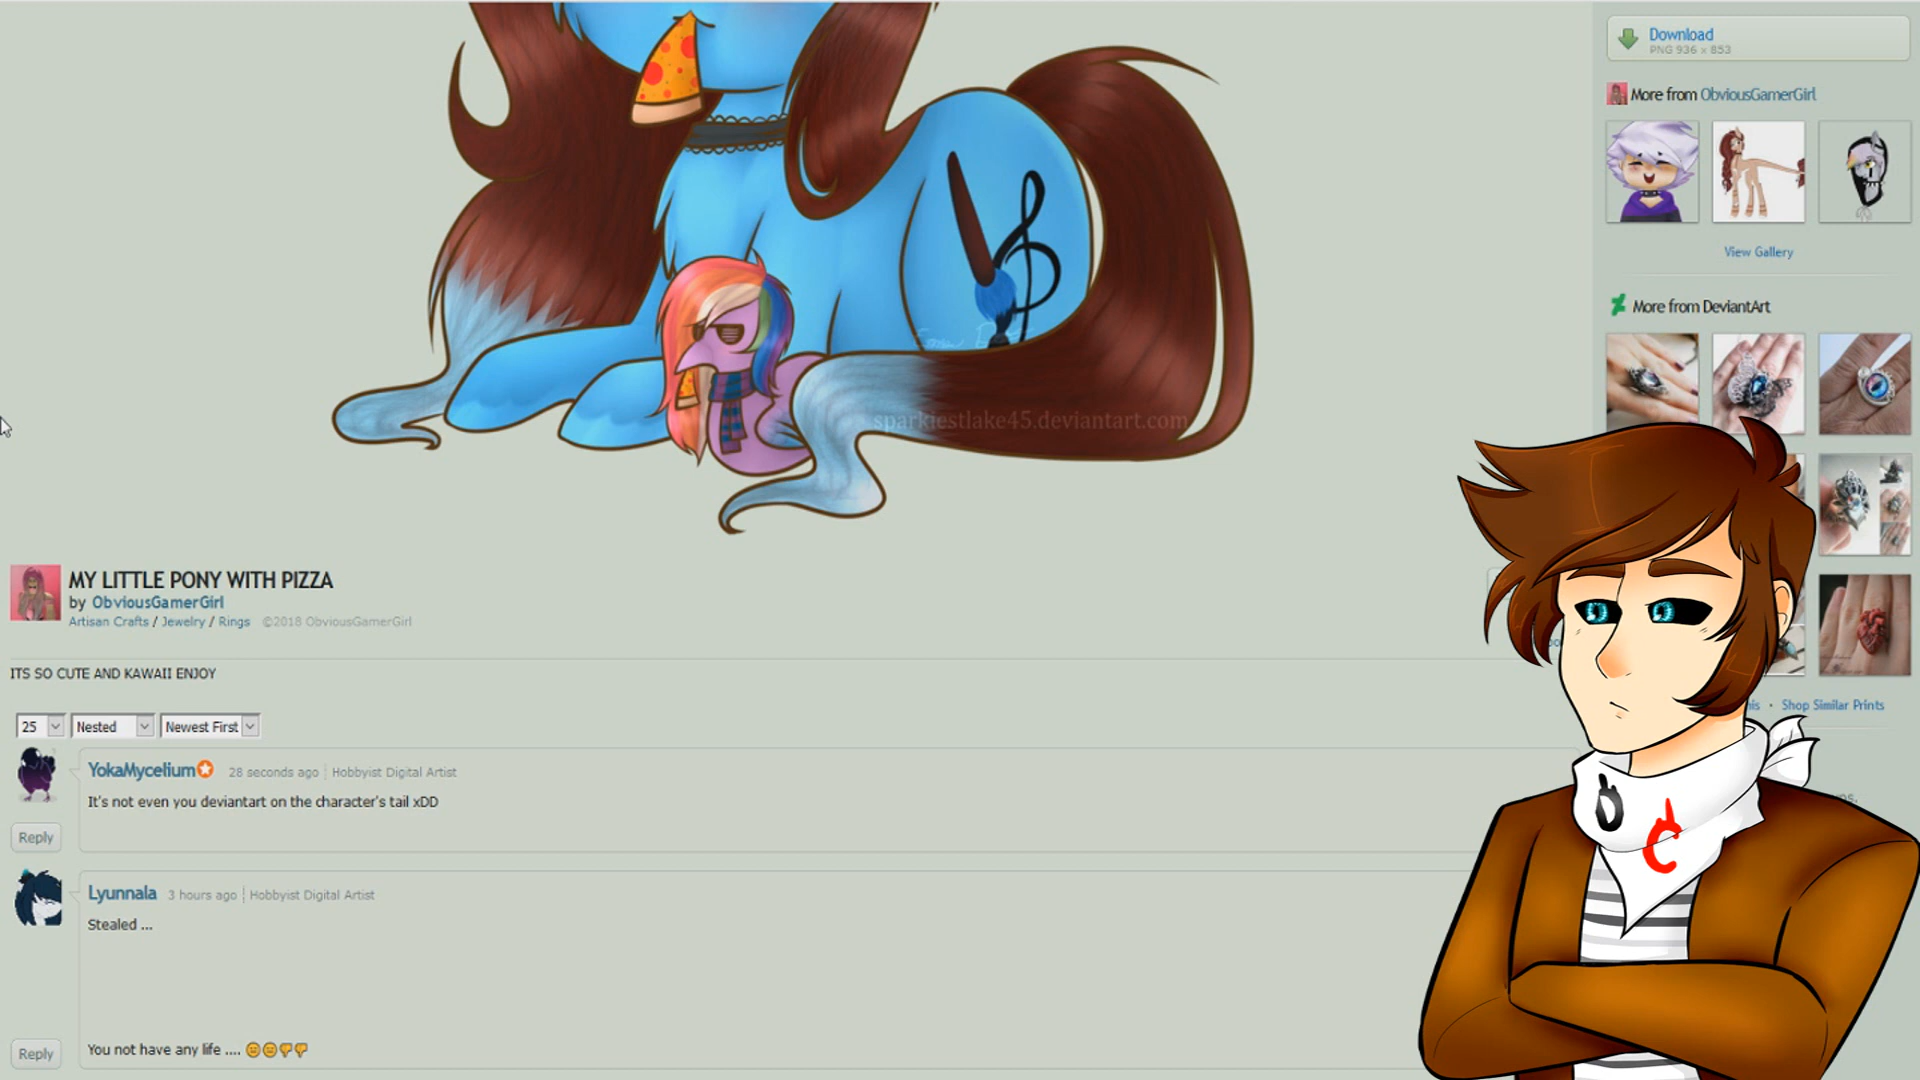 Download
PNG 936 x 853
More from ObviousGamerGirl
View Gallery
More from DeviantArt
sparkiestlake45.deviantart.com
MY LITTLE PONY WITH PIZZA
by ObviousGamerGirl
Artisan Crafts / Jewelry / Rings ©2018 ObviousGamerGirl
ITS SO CUTE AND KAWAII ENJOY
• Shop Similar Prints
25 Nested Newest First
YokaMycelium 28 seconds ago Hobbyist Digital Artist
It's not even you deviantart on the character's tail xDD
Reply
Lyunnala 3 hours ago Hobbyist Digital Artist
Stealed ...
You not have any life ....
Reply
D C